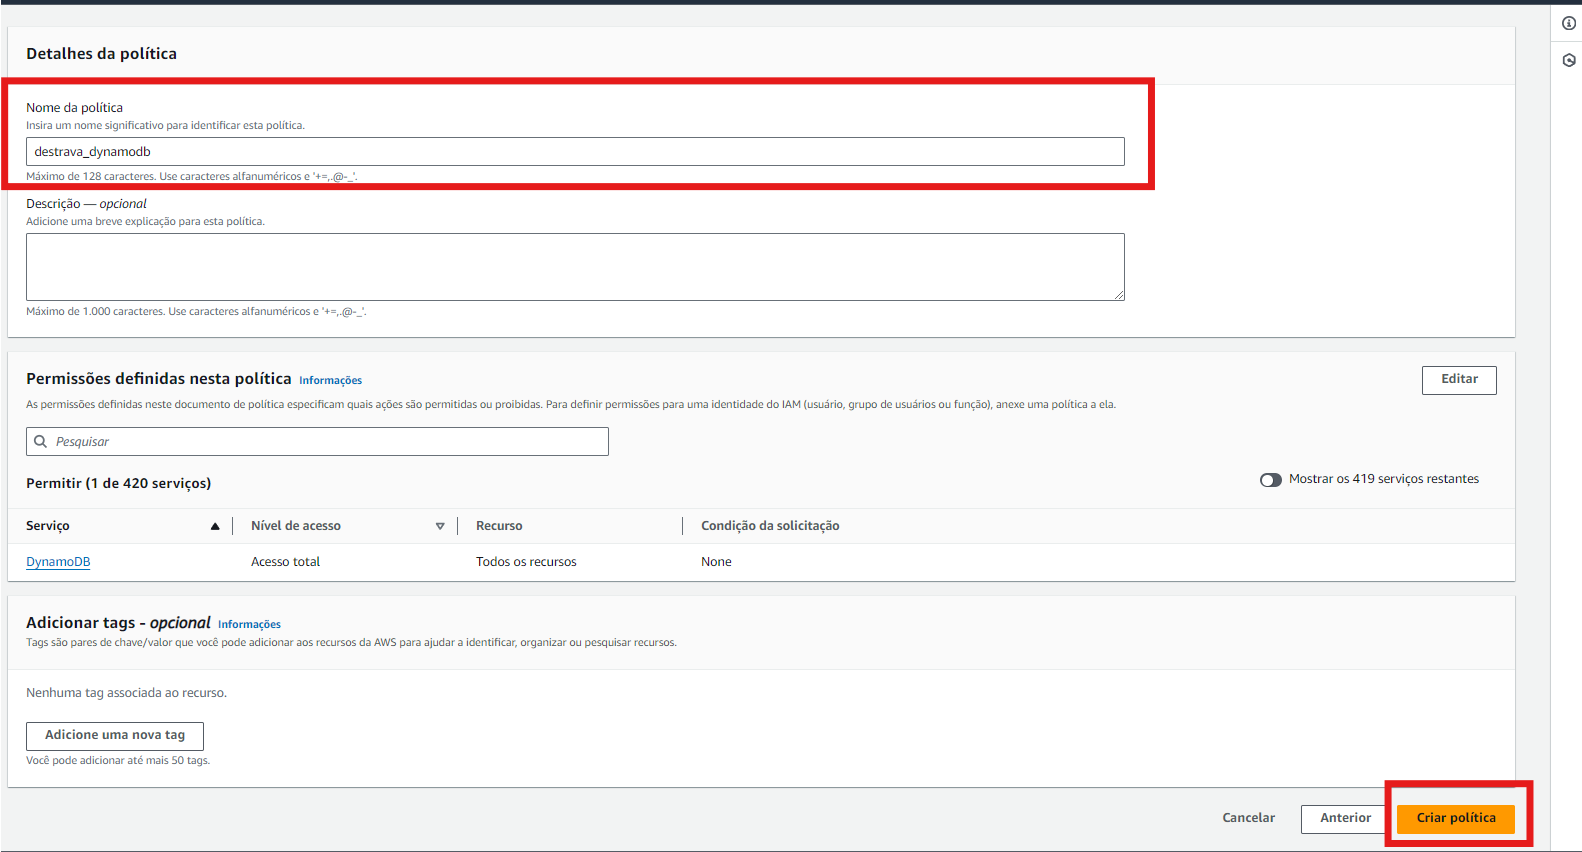 Detalhes da política
Nome da política
Insira um nome significativo para identificar esta política.
destrava_dynamodb
Máximo de 128 caracteres. Use caracteres alfanuméricos e '+=,.@-_'.
Descrição — opcional
Adicione uma breve explicação para esta política.
Máximo de 1.000 caracteres. Use caracteres alfanuméricos e '+=,.@-_'.
Permissões definidas nesta política Informações
Editar
As permissões definidas neste documento de política especificam quais ações são permitidas ou proibidas. Para definir permissões para uma identidade do IAM (usuário, grupo de usuários ou função), anexe uma política a ela.
Pesquisar
Permitir (1 de 420 serviços)
Mostrar os 419 serviços restantes
Serviço Nível de acesso Recurso Condição da solicitação
DynamoDB Acesso total Todos os recursos None
Adicionar tags - opcional Informações
Tags são pares de chave/valor que você pode adicionar aos recursos da AWS para ajudar a identificar, organizar ou pesquisar recursos.
Nenhuma tag associada ao recurso.
Adicione uma nova tag
Você pode adicionar até mais 50 tags.
Cancelar Anterior Criar política